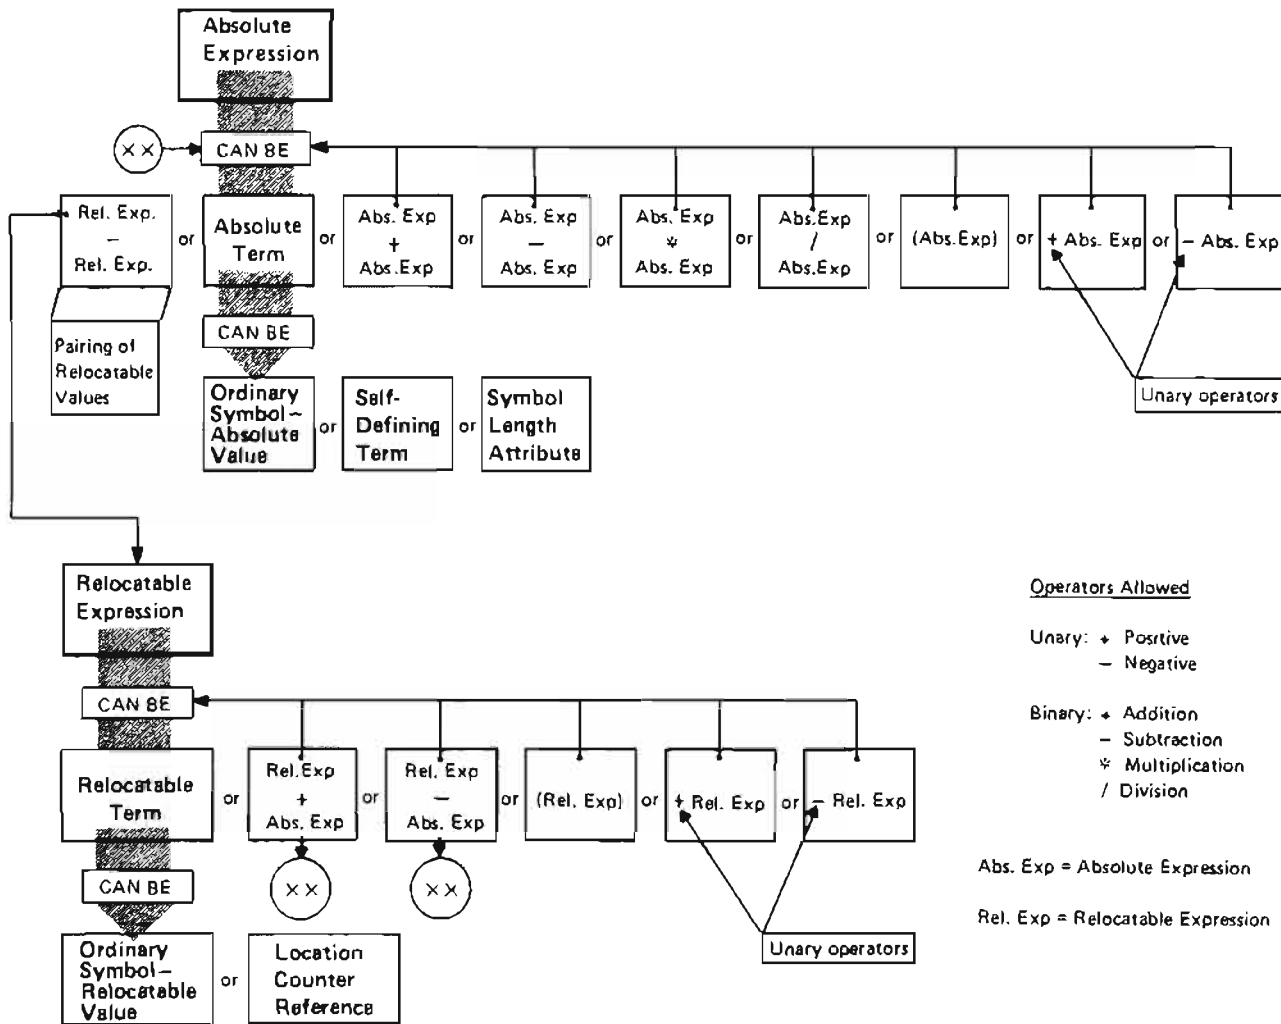 Absolute
Expression
XX
CAN BE
Rel. Exp.
-
Rel. Exp.
or
Absolute
Term
or
Abs. Exp
+
Abs.Exp
or
Abs. Exp
-
Abs. Exp
or
Abs. Exp
*
Abs. Exp
or
Abs.Exp
/
Abs.Exp
or
(Abs.Exp)
or
+ Abs. Exp
or
- Abs. Exp
Pairing of
Relocatable
Values
CAN BE
Unary operators
Ordinary
Symbol-
Absolute
Value
or
Self-
Defining
Term
or
Symbol
Length
Attribute
Relocatable
Expression
CAN BE
Relocatable
Term
or
Rel.Exp
+
Abs. Exp
or
Rel. Exp
-
Abs. Exp
or
(Rel. Exp)
or
+ Rel. Exp
or
- Rel. Exp
XX
XX
CAN BE
Unary operators
Ordinary
Symbol-
Relocatable
Value
or
Location
Counter
Reference
Operators Allowed
Unary: + Positive
- Negative
Binary: + Addition
- Subtraction
* Multiplication
/ Division
Abs. Exp = Absolute Expression
Rel. Exp = Relocatable Expression